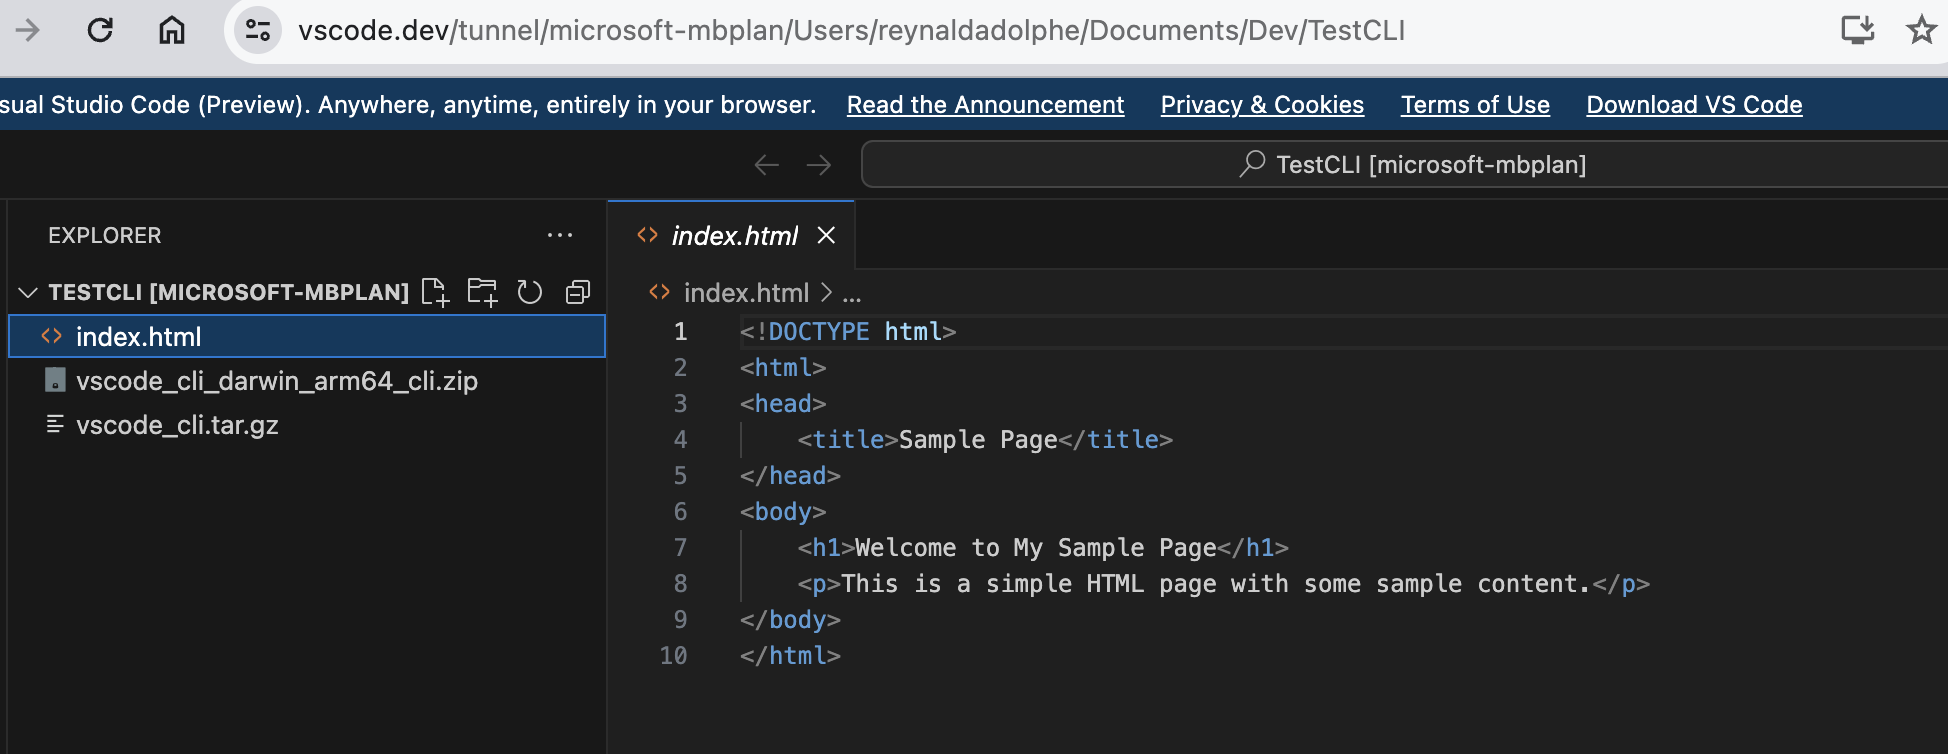 vscode.dev/tunnel/microsoft-mbplan/Users/reynaldadolphe/Documents/Dev/TestCLI
sual Studio Code (Preview). Anywhere, anytime, entirely in your browser. Read the Announcement Privacy & Cookies Terms of Use Download VS Code
TestCLI [microsoft-mbplan]
EXPLORER ···
TESTCLI [MICROSOFT-MBPLAN]
index.html
vscode_cli_darwin_arm64_cli.zip
vscode_cli.tar.gz
index.html
index.html > ...
1 <!DOCTYPE html>
2 <html>
3 <head>
4     <title>Sample Page</title>
5 </head>
6 <body>
7     <h1>Welcome to My Sample Page</h1>
8     <p>This is a simple HTML page with some sample content.</p>
9 </body>
10 </html>